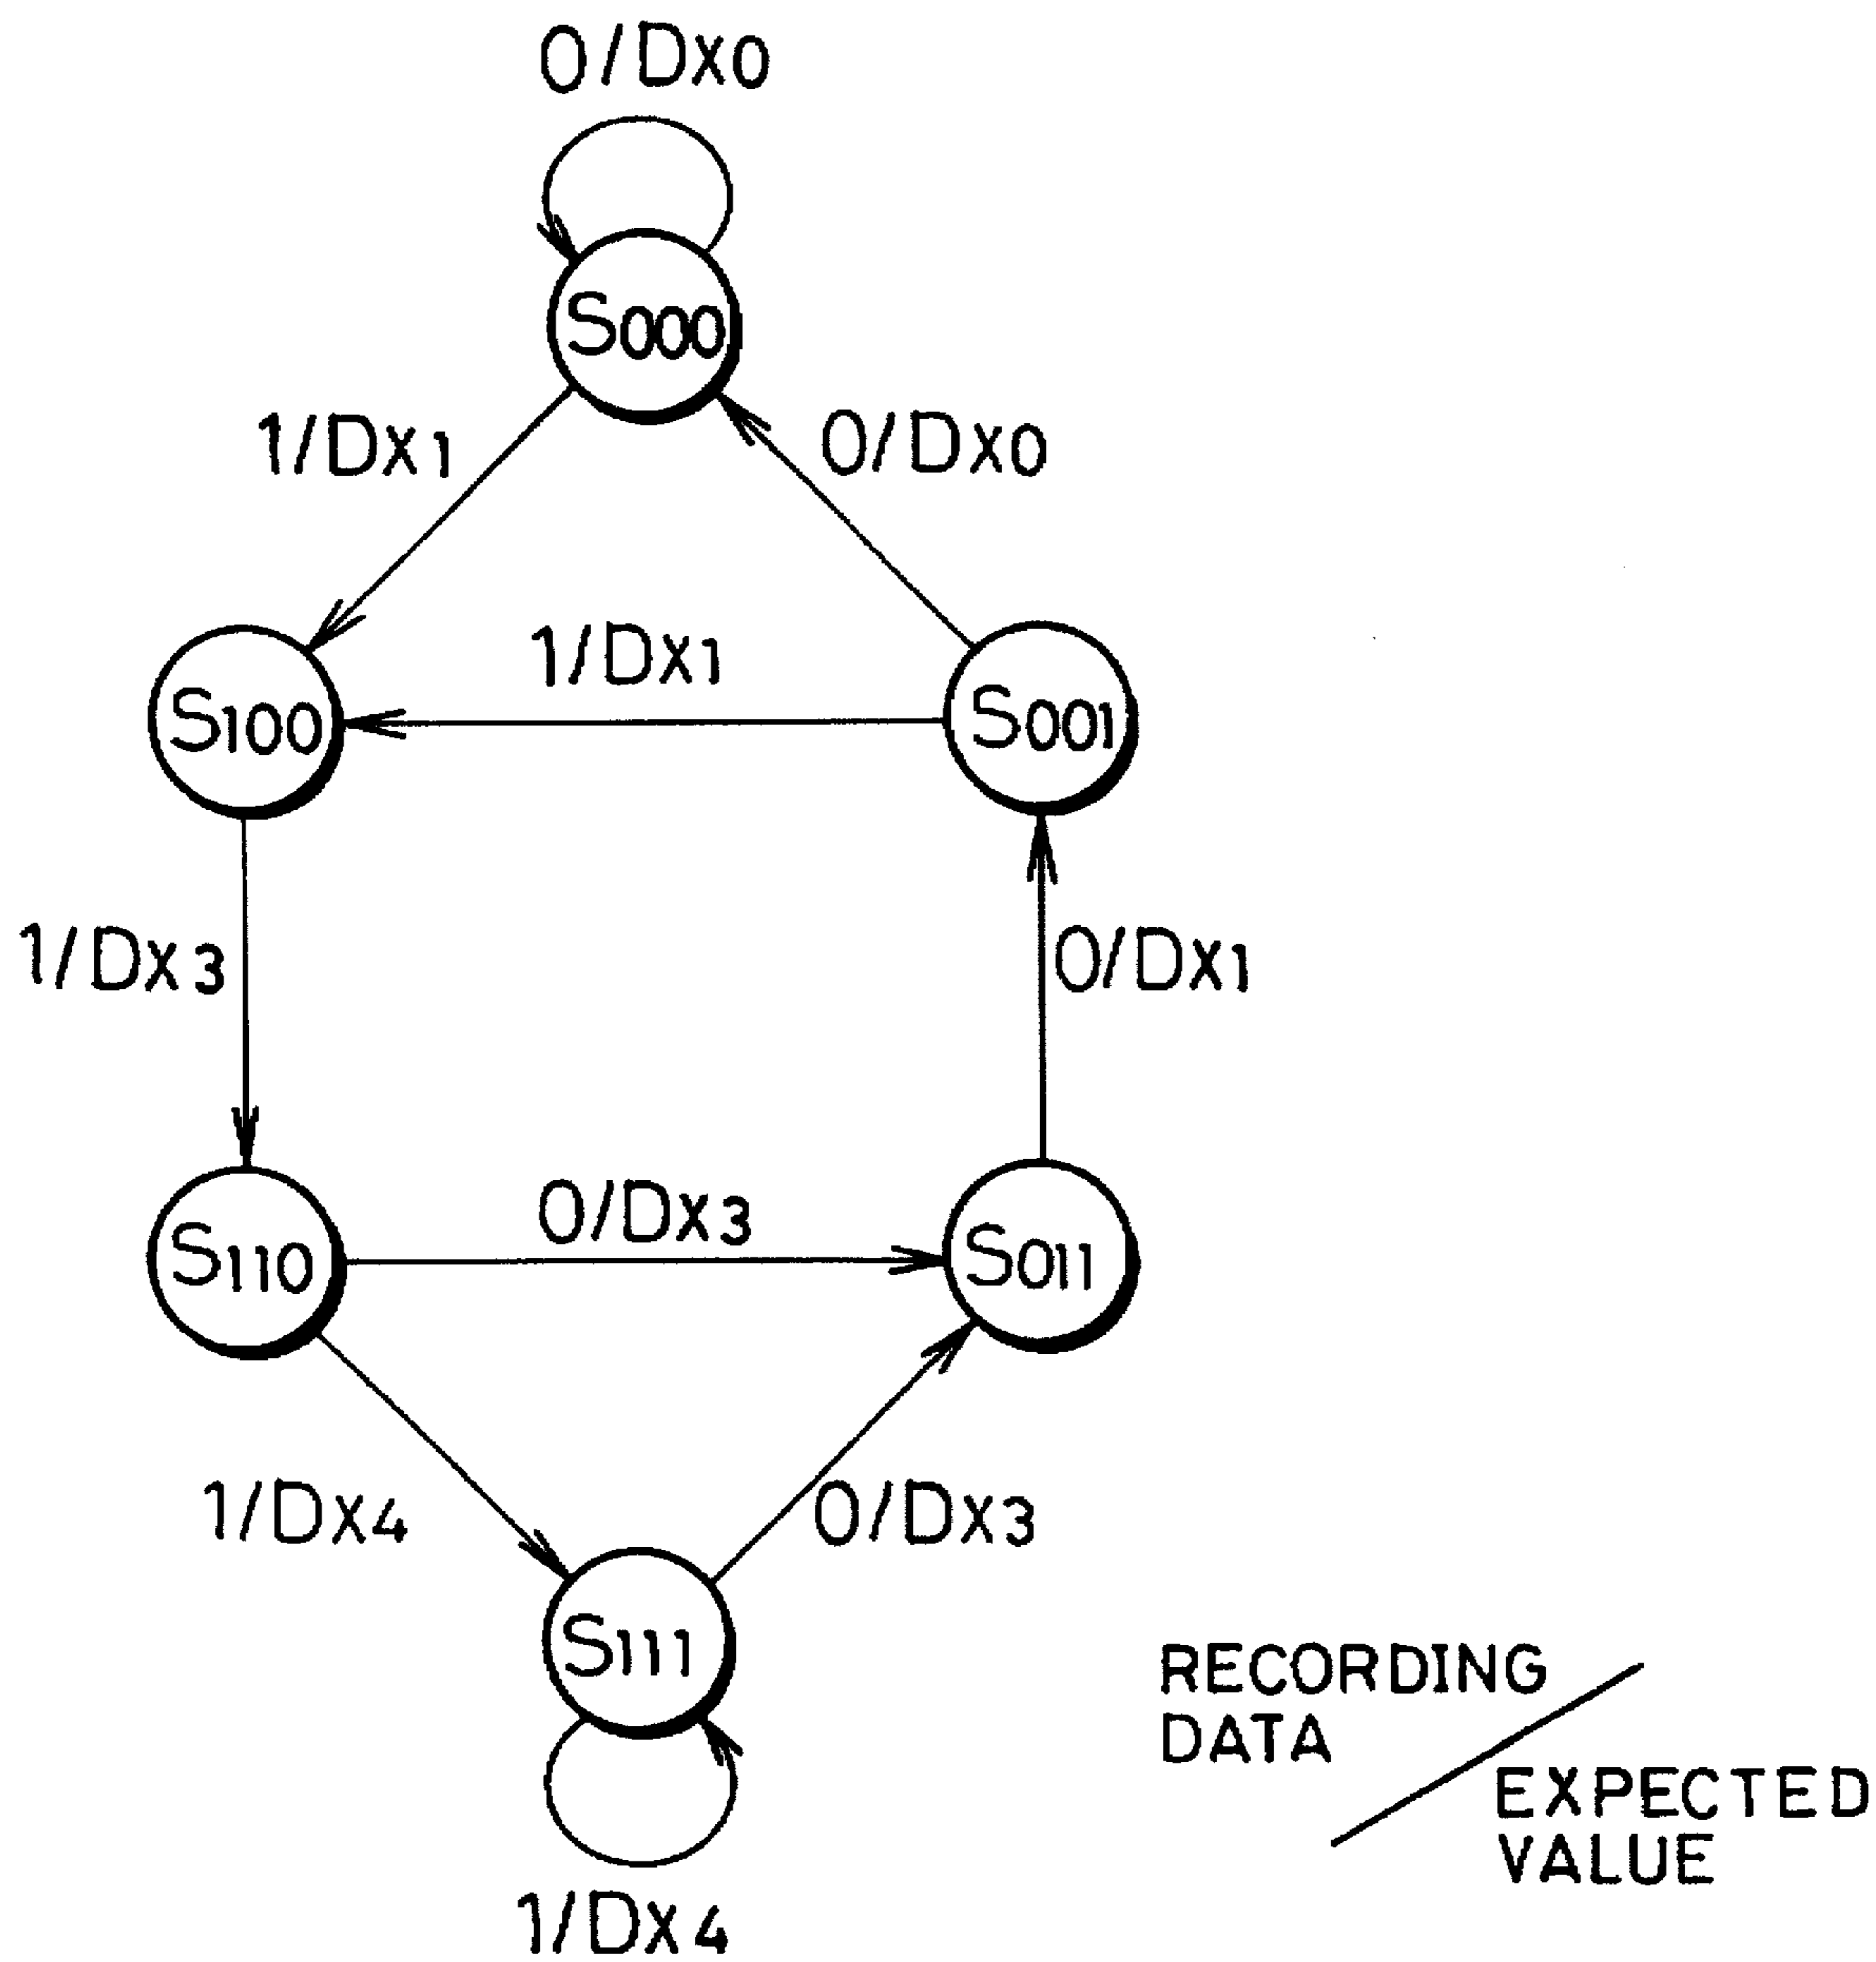 0/Dx0
S000
1/Dx1
0/Dx0
1/Dx1
S100
S001
1/Dx3
0/Dx1
0/Dx3
S110
S011
1/Dx4
0/Dx3
S111
RECORDING
DATA
EXPECTED
VALUE
1/Dx4